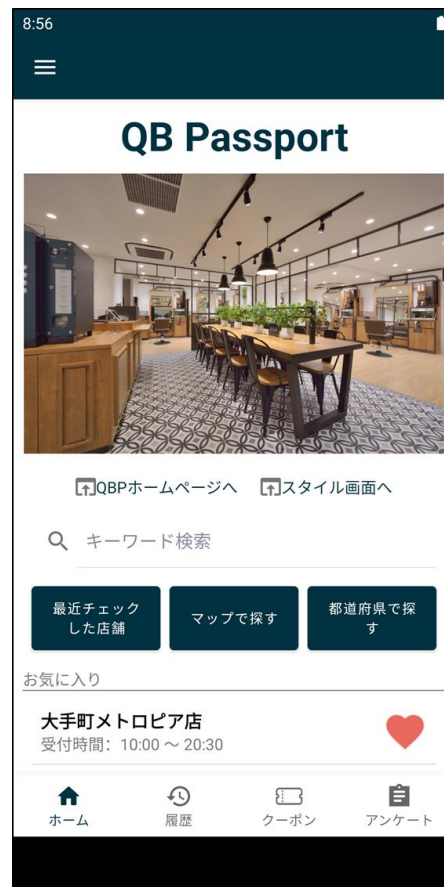 8:56
QB Passport
QBPホームページへ スタイル画面へ
キーワード検索
最近チェック
した店舗
マップで探す
都道府県で探
す
お気に入り
大手町メトロピア店
受付時間：10:00 ～ 20:30
ホーム 履歴 クーポン アンケート